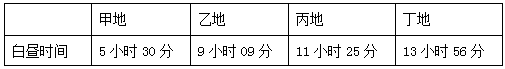 甲地 乙地 丙地 丁地
白昼时间 5 小时 30 分 9 小时 09 分 11 小时 25 分 13 小时 56 分